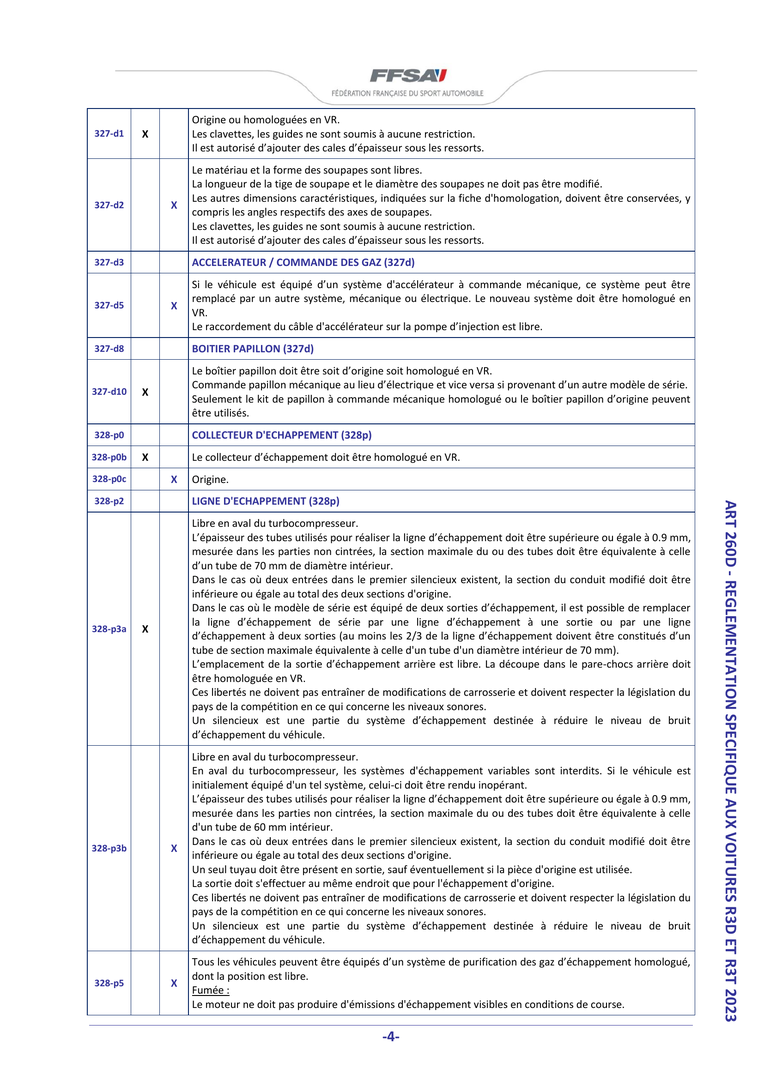 FFSA
FÉDÉRATION FRANÇAISE DU SPORT AUTOMOBILE
327-d1 X
Origine ou homologuées en VR.
Les clavettes, les guides ne sont soumis à aucune restriction.
Il est autorisé d’ajouter des cales d’épaisseur sous les ressorts.
327-d2 X
Le matériau et la forme des soupapes sont libres.
La longueur de la tige de soupape et le diamètre des soupapes ne doit pas être modifié.
Les autres dimensions caractéristiques, indiquées sur la fiche d'homologation, doivent être conservées, y
compris les angles respectifs des axes de soupapes.
Les clavettes, les guides ne sont soumis à aucune restriction.
Il est autorisé d’ajouter des cales d’épaisseur sous les ressorts.
327-d3 ACCELERATEUR / COMMANDE DES GAZ (327d)
327-d5 X
Si le véhicule est équipé d’un système d'accélérateur à commande mécanique, ce système peut être
remplacé par un autre système, mécanique ou électrique. Le nouveau système doit être homologué en
VR.
Le raccordement du câble d'accélérateur sur la pompe d’injection est libre.
327-d8 BOITIER PAPILLON (327d)
327-d10 X
Le boîtier papillon doit être soit d’origine soit homologué en VR.
Commande papillon mécanique au lieu d’électrique et vice versa si provenant d’un autre modèle de série.
Seulement le kit de papillon à commande mécanique homologué ou le boîtier papillon d’origine peuvent
être utilisés.
328-p0 COLLECTEUR D'ECHAPPEMENT (328p)
328-p0b X Le collecteur d’échappement doit être homologué en VR.
328-p0c X Origine.
328-p2 LIGNE D'ECHAPPEMENT (328p)
328-p3a X
Libre en aval du turbocompresseur.
L’épaisseur des tubes utilisés pour réaliser la ligne d’échappement doit être supérieure ou égale à 0.9 mm,
mesurée dans les parties non cintrées, la section maximale du ou des tubes doit être équivalente à celle
d’un tube de 70 mm de diamètre intérieur.
Dans le cas où deux entrées dans le premier silencieux existent, la section du conduit modifié doit être
inférieure ou égale au total des deux sections d'origine.
Dans le cas où le modèle de série est équipé de deux sorties d’échappement, il est possible de remplacer
la ligne d’échappement de série par une ligne d’échappement à une sortie ou par une ligne
d’échappement à deux sorties (au moins les 2/3 de la ligne d’échappement doivent être constitués d’un
tube de section maximale équivalente à celle d'un tube d'un diamètre intérieur de 70 mm).
L’emplacement de la sortie d’échappement arrière est libre. La découpe dans le pare-chocs arrière doit
être homologuée en VR.
Ces libertés ne doivent pas entraîner de modifications de carrosserie et doivent respecter la législation du
pays de la compétition en ce qui concerne les niveaux sonores.
Un silencieux est une partie du système d’échappement destinée à réduire le niveau de bruit
d’échappement du véhicule.
328-p3b X
Libre en aval du turbocompresseur.
En aval du turbocompresseur, les systèmes d'échappement variables sont interdits. Si le véhicule est
initialement équipé d'un tel système, celui-ci doit être rendu inopérant.
L’épaisseur des tubes utilisés pour réaliser la ligne d’échappement doit être supérieure ou égale à 0.9 mm,
mesurée dans les parties non cintrées, la section maximale du ou des tubes doit être équivalente à celle
d'un tube de 60 mm intérieur.
Dans le cas où deux entrées dans le premier silencieux existent, la section du conduit modifié doit être
inférieure ou égale au total des deux sections d'origine.
Un seul tuyau doit être présent en sortie, sauf éventuellement si la pièce d'origine est utilisée.
La sortie doit s'effectuer au même endroit que pour l'échappement d'origine.
Ces libertés ne doivent pas entraîner de modifications de carrosserie et doivent respecter la législation du
pays de la compétition en ce qui concerne les niveaux sonores.
Un silencieux est une partie du système d’échappement destinée à réduire le niveau de bruit
d’échappement du véhicule.
328-p5 X
Tous les véhicules peuvent être équipés d’un système de purification des gaz d’échappement homologué,
dont la position est libre.
Fumée :
Le moteur ne doit pas produire d'émissions d'échappement visibles en conditions de course.
ART 260D - REGLEMENTATION SPECIFIQUE AUX VOITURES R3D ET R3T 2023
-4-